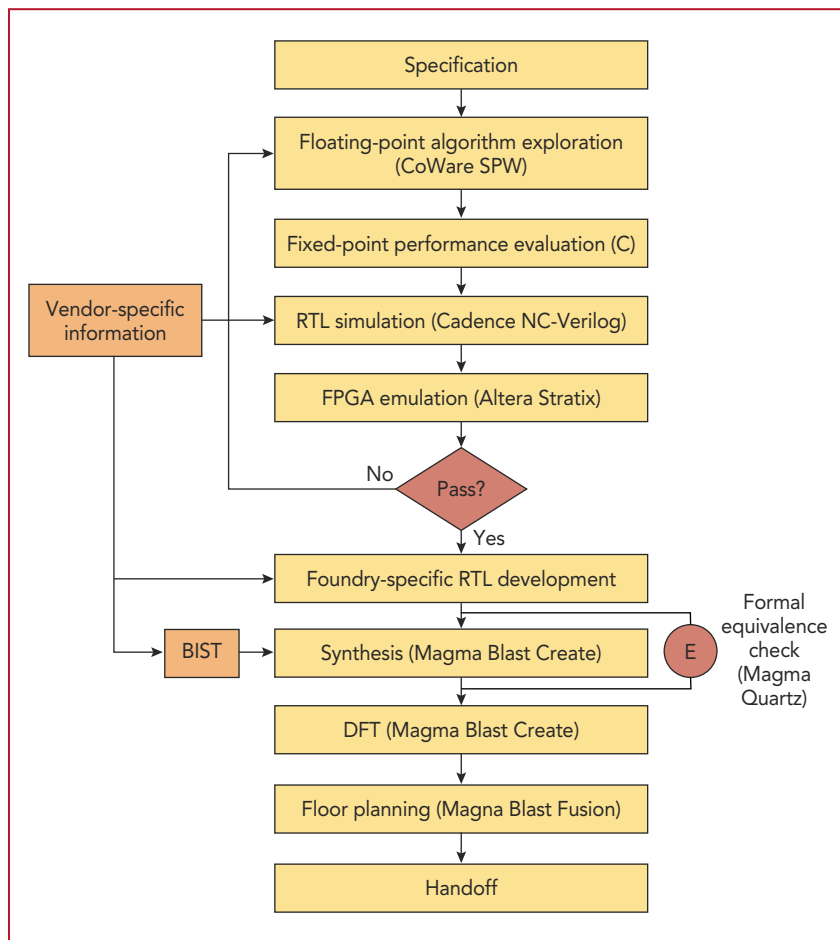 Specification
Floating-point algorithm exploration
(CoWare SPW)
Fixed-point performance evaluation (C)
Vendor-specific
information
RTL simulation (Cadence NC-Verilog)
FPGA emulation (Altera Stratix)
No
Pass?
Yes
Foundry-specific RTL development
Formal
equivalence
check
(Magma
Quartz)
BIST
Synthesis (Magma Blast Create)
E
DFT (Magma Blast Create)
Floor planning (Magna Blast Fusion)
Handoff